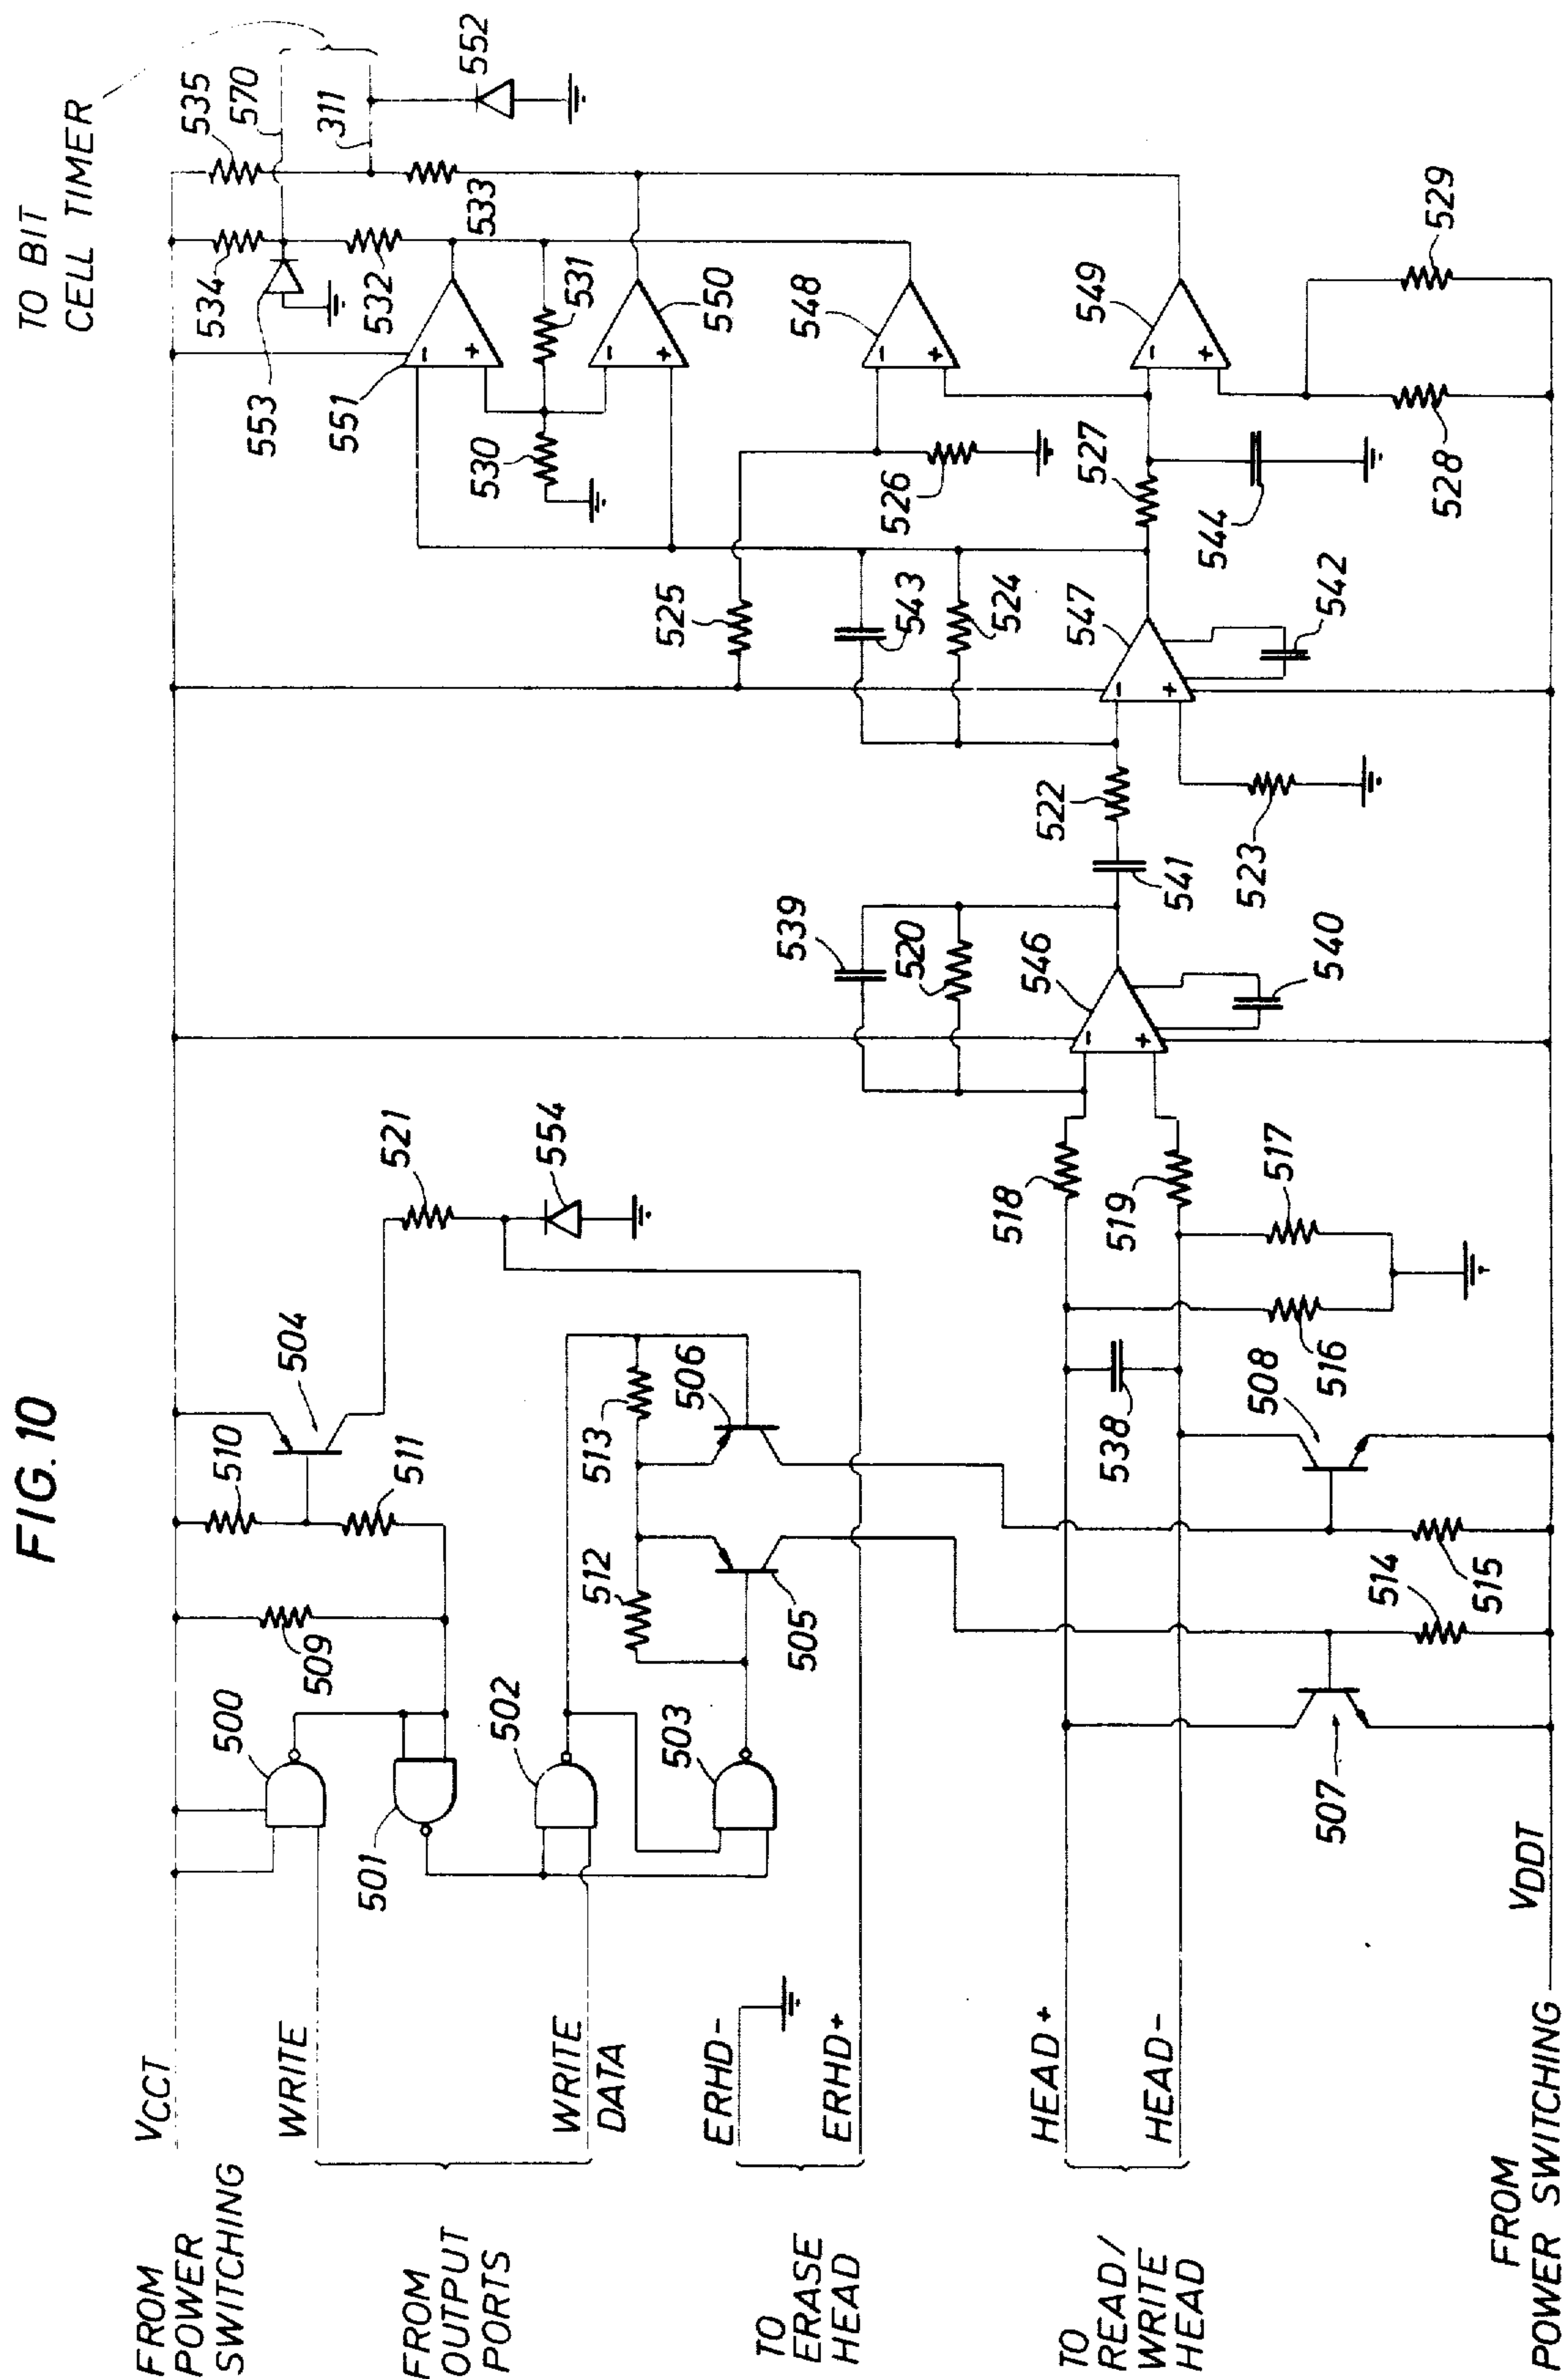 FIG. 10
TO BIT
CELL TIMER
FROM
POWER
SWITCHING
VCCT
FROM
OUTPUT
PORTS
WRITE
WRITE
DATA
TO
ERASE
HEAD
ERHD-
ERHD+
TO
READ/
WRITE
HEAD
HEAD+
HEAD-
FROM
POWER SWITCHING
VDDT
500
501
502
503
504
505
506
507
508
509
510
511
512
513
514
515
516
517
518
519
520
521
522
523
524
525
526
527
528
529
530
531
532
533
534
535
538
539
540
541
542
543
544
546
547
548
549
550
551
552
553
554
570
311
-
+
-
+
-
+
-
+
-
+
-
+